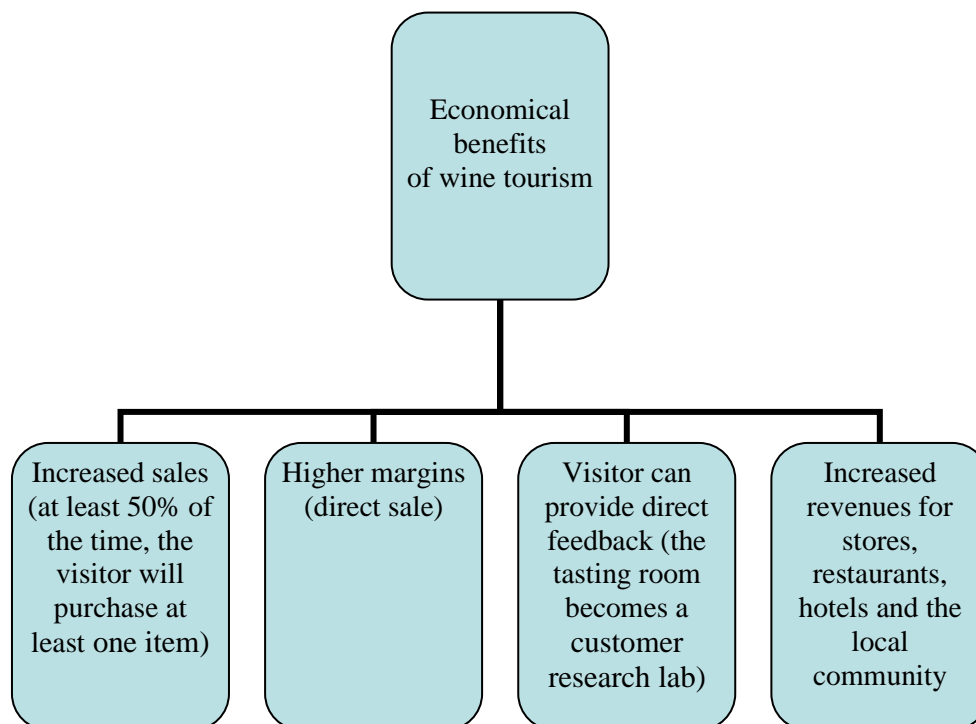 Economical
benefits
of wine tourism
Increased sales
(at least 50% of
the time, the
visitor will
purchase at
least one item)
Higher margins
(direct sale)
Visitor can
provide direct
feedback (the
tasting room
becomes a
customer
research lab)
Increased
revenues for
stores,
restaurants,
hotels and the
local
community